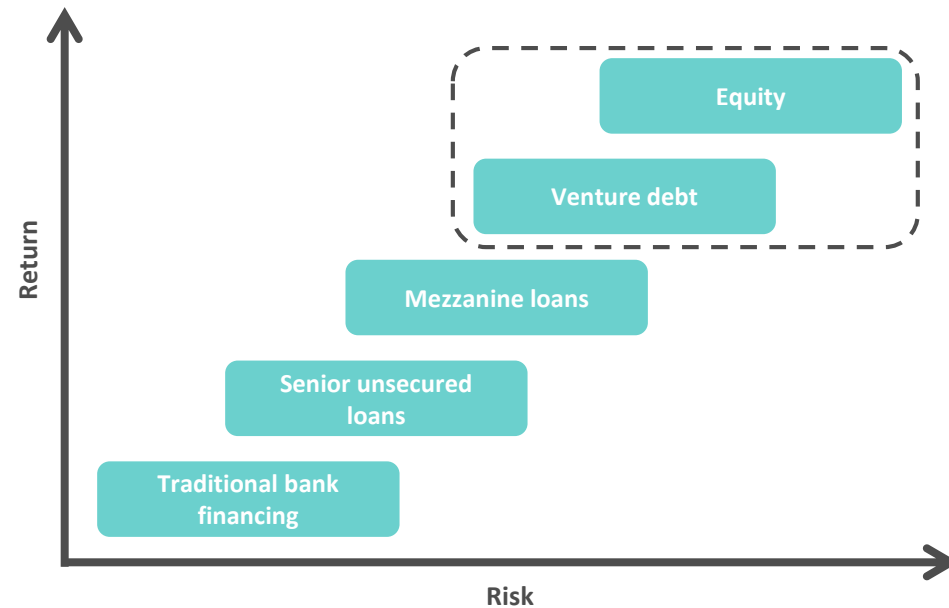 Equity
Venture debt
Return
Mezzanine loans
Senior unsecured
loans
Traditional bank
financing
Risk